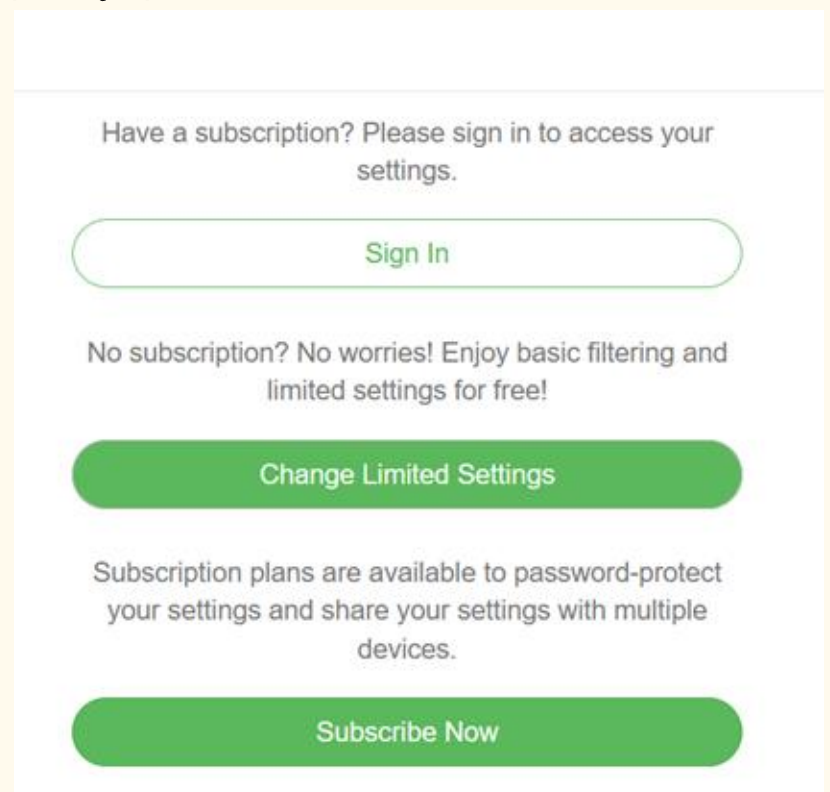 Have a subscription? Please sign in to access your
settings.
Sign In
No subscription? No worries! Enjoy basic filtering and
limited settings for free!
Change Limited Settings
Subscription plans are available to password-protect
your settings and share your settings with multiple
devices.
Subscribe Now